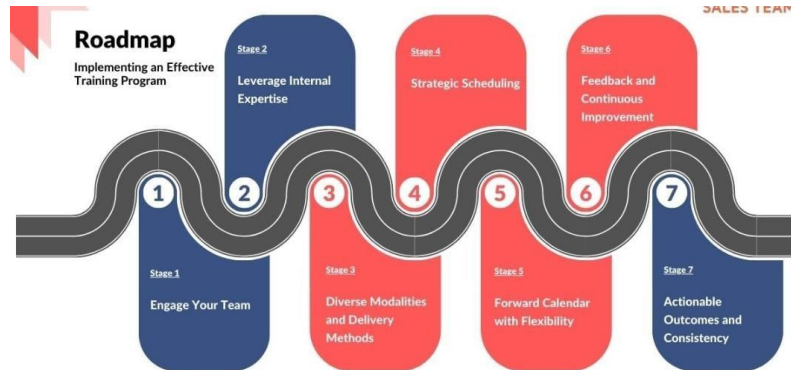 SALES TEAM
Roadmap
Implementing an Effective
Training Program
Stage 1
Engage Your Team
Stage 2
Leverage Internal
Expertise
Stage 3
Diverse Modalities
and Delivery
Methods
Stage 4
Strategic Scheduling
Stage 5
Forward Calendar
with Flexibility
Stage 6
Feedback and
Continuous
Improvement
Stage 7
Actionable
Outcomes and
Consistency
1
2
3
4
5
6
7